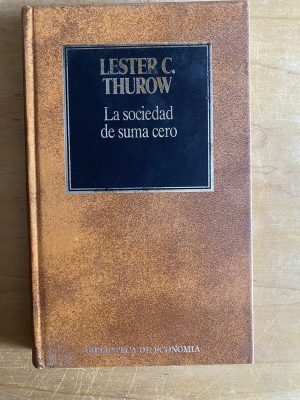 LESTER C.
THUROW
La sociedad
de suma cero
BIBLIOTECA DE ECONOMIA